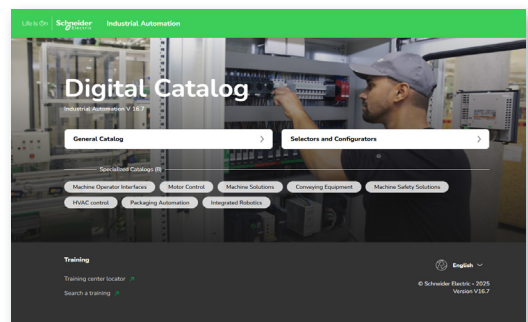 Life Is On | Schneider Electric Industrial Automation
Digital Catalog
Industrial Automation V 16.7
General Catalog
Selectors and Configurators
Specialized Catalogs (8)
Machine Operator Interfaces
Motor Control
Machine Solutions
Conveying Equipment
Machine Safety Solutions
HVAC control
Packaging Automation
Integrated Robotics
Training
Training center locator
Search a training
English
© Schneider Electric - 2025
Version V16.7